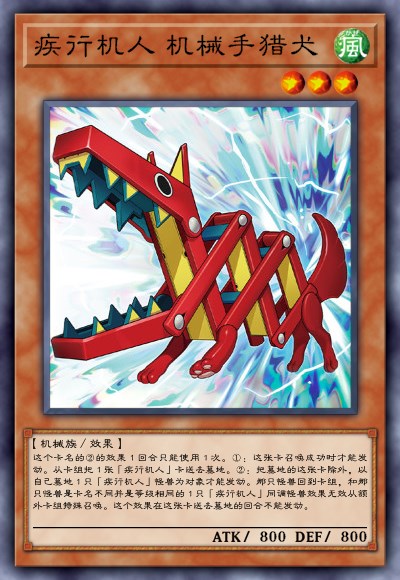 疾行机人 机械手猎犬
風
【机械族/效果】
这个卡名的②的效果1回合只能使用1次。①:这张卡召唤成功时才能发
动。从卡组把1张「疾行机人」卡送去墓地。②:把墓地的这张卡除外,以
自己墓地1只「疾行机人」怪兽为对象才能发动。那只怪兽回到卡组,和那
只怪兽是卡名不同并是等级相同的1只「疾行机人」同调怪兽效果无效从额
外卡组特殊召唤。这个效果在这张卡送去墓地的回合不能发动。
ATK/ 800 DEF/ 800